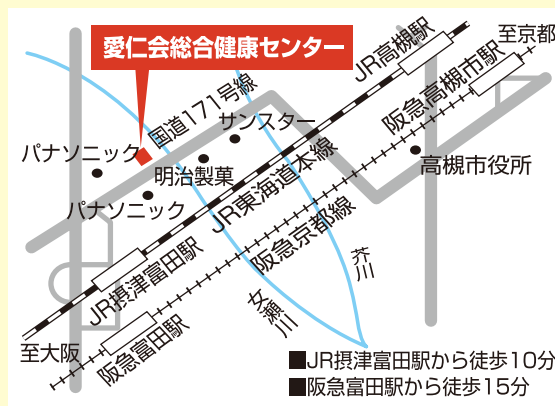 愛仁会総合健康センター
至京都
JR高槻駅
阪急高槻市駅
国道171号線
サンスター
パナソニック
明治製菓
高槻市役所
パナソニック
JR東海道本線
阪急京都線
JR摂津富田駅
芥川
女瀬川
至大阪
阪急富田駅
■JR摂津富田駅から徒歩10分
■阪急富田駅から徒歩15分